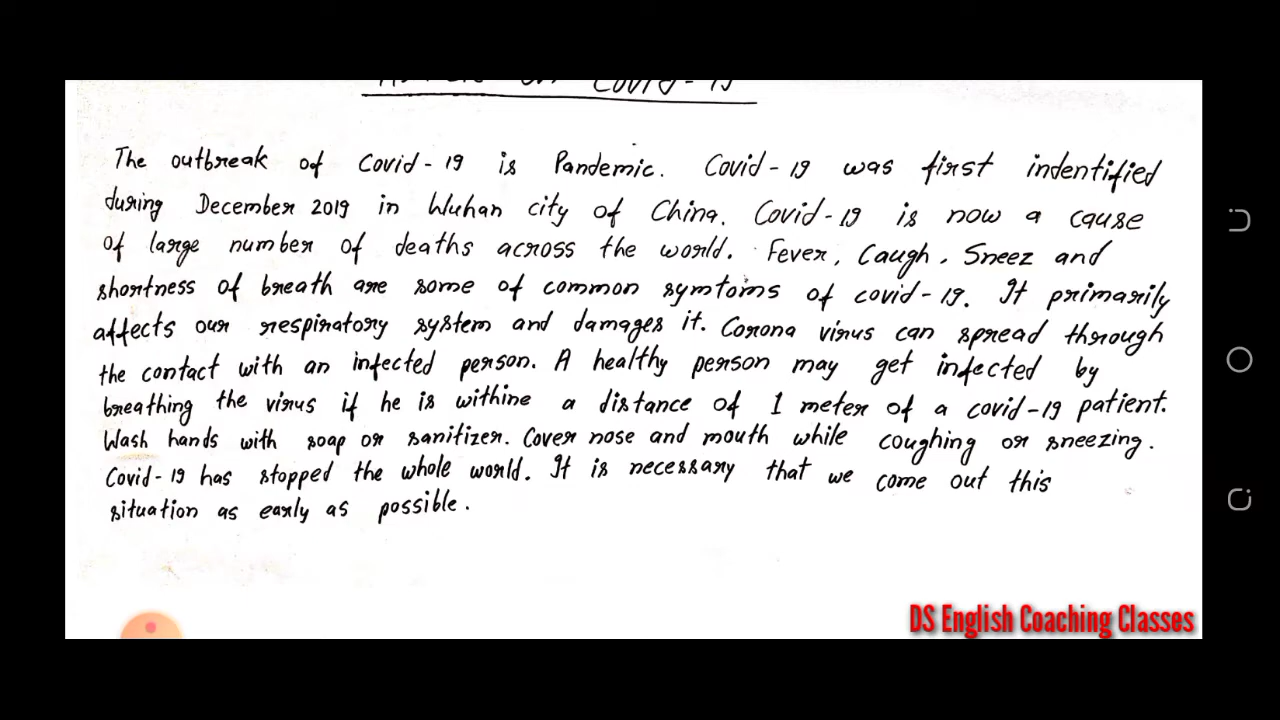 Covid-19
The outbreak of Covid-19 is Pandemic. Covid-19 was first indentified
during December 2019 in Wuhan city of China. Covid-19 is now a cause
of large number of deaths across the world. Fever, Caugh, Sneez and
shortness of breath are some of common symtoms of covid-19. It primarily
affects our respiratory system and damages it. Corona virus can spread through
the contact with an infected person. A healthy person may get infected by
breathing the virus if he is withine a distance of 1 meter of a covid-19 patient.
Wash hands with soap or sanitizer. Cover nose and mouth while coughing or sneezing.
Covid-19 has stopped the whole world. It is necessary that we come out this
situation as early as possible.
DS English Coaching Classes